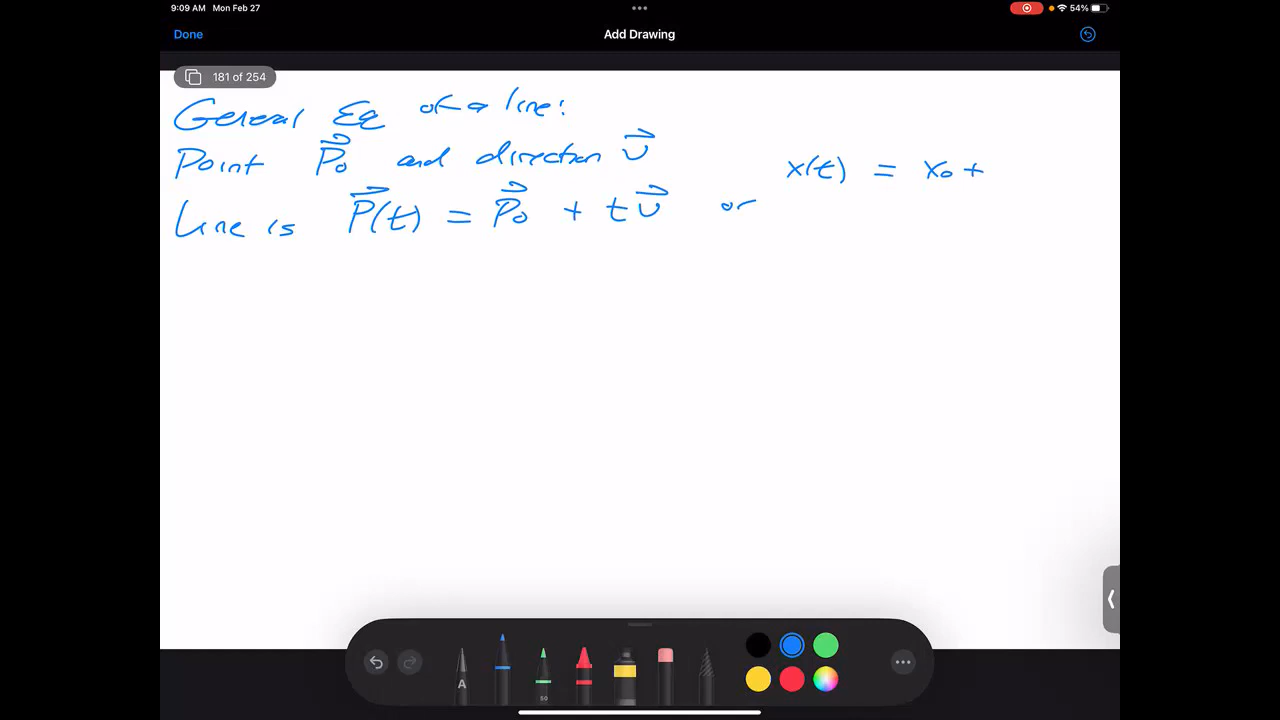 9:09 AM Mon Feb 27
54%
Done
Add Drawing
181 of 254
General Eq of a line:
Point P⃗₀ and direction v⃗
x(t) = x₀ +
Line is P⃗(t) = P⃗₀ + t v⃗ or
A
50